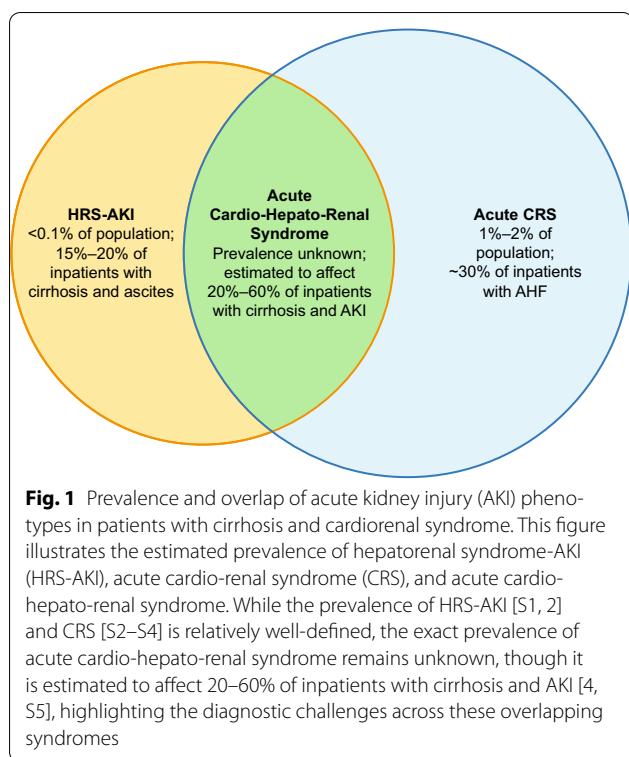 HRS-AKI
<0.1% of population;
15%–20% of
inpatients with
cirrhosis and ascites
Acute
Cardio-Hepato-Renal
Syndrome
Prevalence unknown;
estimated to affect
20%–60% of inpatients
with cirrhosis and AKI
Acute CRS
1%–2% of
population;
~30% of inpatients
with AHF
Fig. 1 Prevalence and overlap of acute kidney injury (AKI) pheno-
types in patients with cirrhosis and cardiorenal syndrome. This figure
illustrates the estimated prevalence of hepatorenal syndrome-AKI
(HRS-AKI), acute cardio-renal syndrome (CRS), and acute cardio-
hepato-renal syndrome. While the prevalence of HRS-AKI [S1, 2]
and CRS [S2–S4] is relatively well-defined, the exact prevalence of
acute cardio-hepato-renal syndrome remains unknown, though it
is estimated to affect 20–60% of inpatients with cirrhosis and AKI [4,
S5], highlighting the diagnostic challenges across these overlapping
syndromes